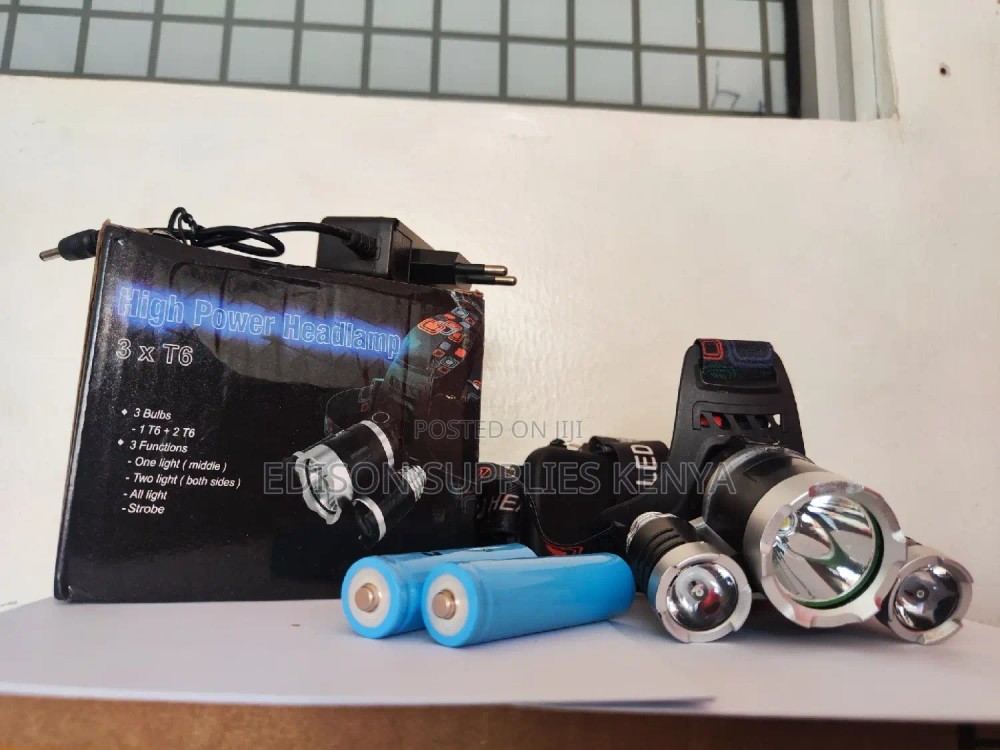 High Power Headlamp
3 x T6
◆ 3 Bulbs
- 1 T6 + 2 T6
◆ 3 Functions
- One light ( middle )
- Two light ( both sides )
- All light
- Strobe
POSTED ON JIJI
EDISON SUPPLIES KENYA
LED